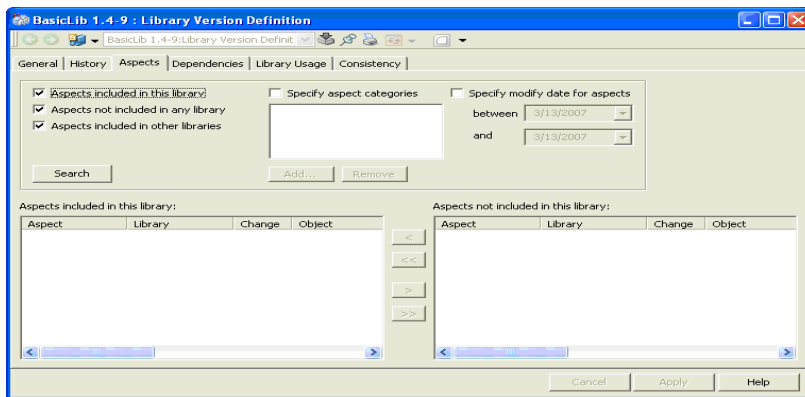 BasicLib 1.4-9 : Library Version Definition
BasicLib 1.4-9:Library Version Definit
General History Aspects Dependencies Library Usage Consistency
Aspects included in this library Specify aspect categories Specify modify date for aspects
Aspects not included in any library between 3/13/2007
Aspects included in other libraries and 3/13/2007
Search Add... Remove
Aspects included in this library: Aspects not included in this library:
Aspect Library Change Object Aspect Library Change Object
<
<<
>
>>
Cancel Apply Help